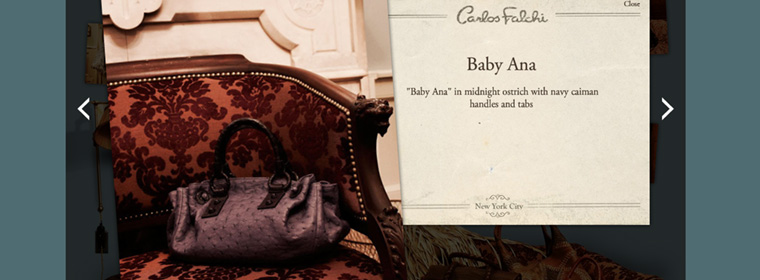 Close
Carlos Falchi
Baby Ana
"Baby Ana" in midnight ostrich with navy caiman
handles and tabs
New York City